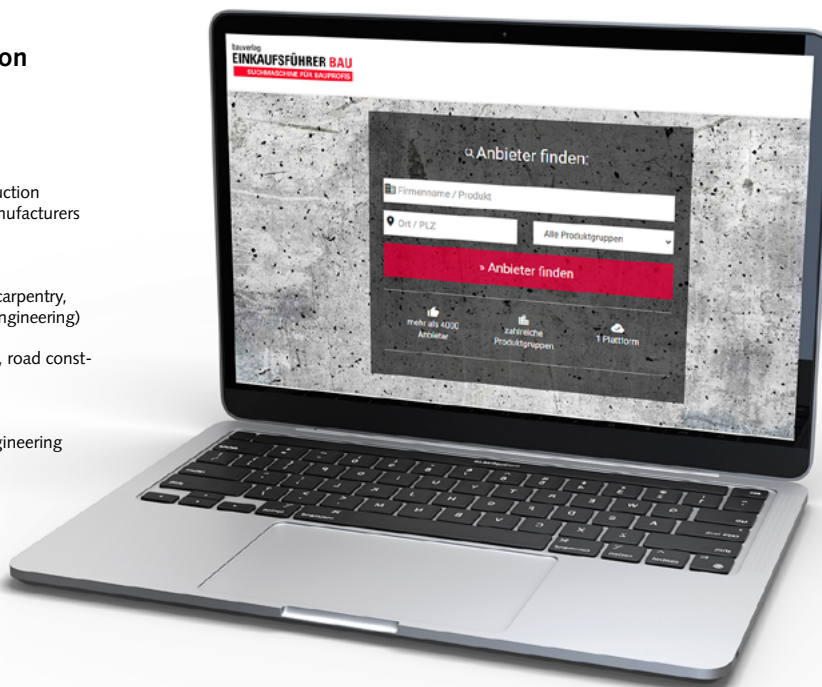 on
uction
nufacturers
carpentry,
ngineering)
, road const-
gineering
bauverlag
EINKAUFSFÜHRER BAU
SUCHMASCHINE FÜR BAUPROFIS
Anbieter finden:
Firmenname / Produkt
Ort / PLZ
Alle Produktgruppen
» Anbieter finden
mehr als 4000
Anbieter
zahlreiche
Produktgruppen
1 Plattform